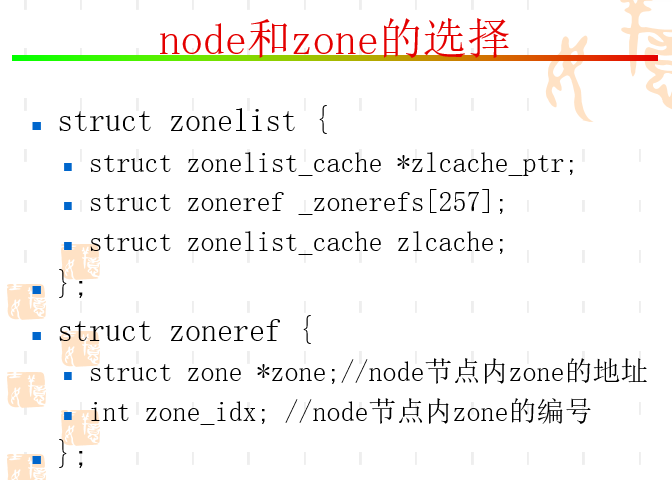 node和zone的选择
struct zonelist {
struct zonelist_cache *zlcache_ptr;
struct zoneref _zonerefs[257];
struct zonelist_cache zlcache;
};
struct zoneref {
struct zone *zone;//node节点内zone的地址
int zone_idx; //node节点内zone的编号
};